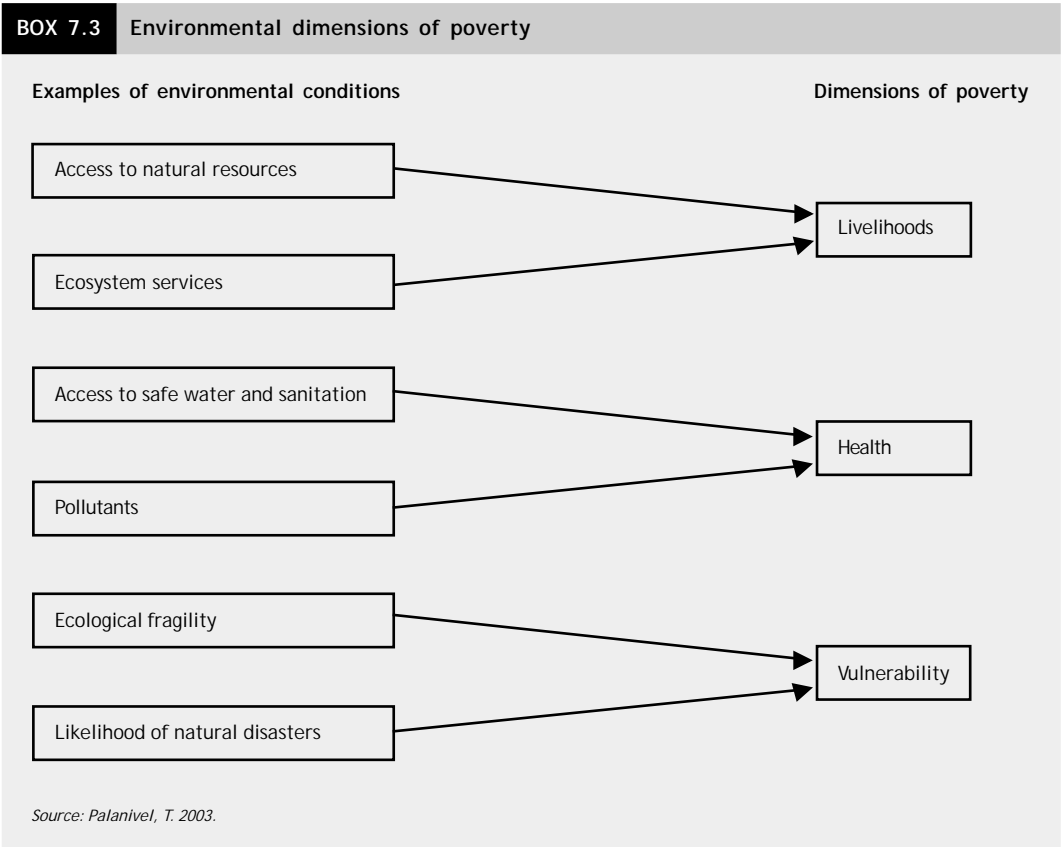 BOX 7.3 Environmental dimensions of poverty
Examples of environmental conditions
Dimensions of poverty
Access to natural resources
Livelihoods
Ecosystem services
Access to safe water and sanitation
Health
Pollutants
Ecological fragility
Vulnerability
Likelihood of natural disasters
Source: Palanivel, T. 2003.